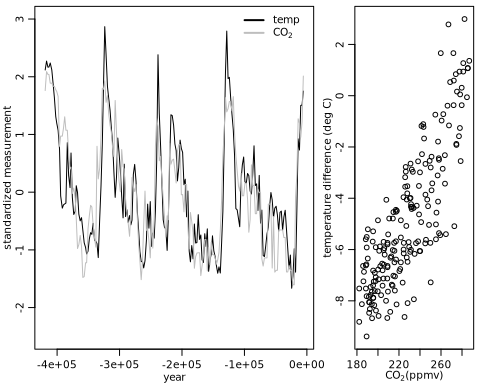 temp
CO2
standardized measurement
3
2
1
0
-1
-2
-4e+05 -3e+05 -2e+05 -1e+05 0e+00
year
temperature difference (deg C)
2
0
-2
-4
-6
-8
180 220 260
CO2(ppmv)